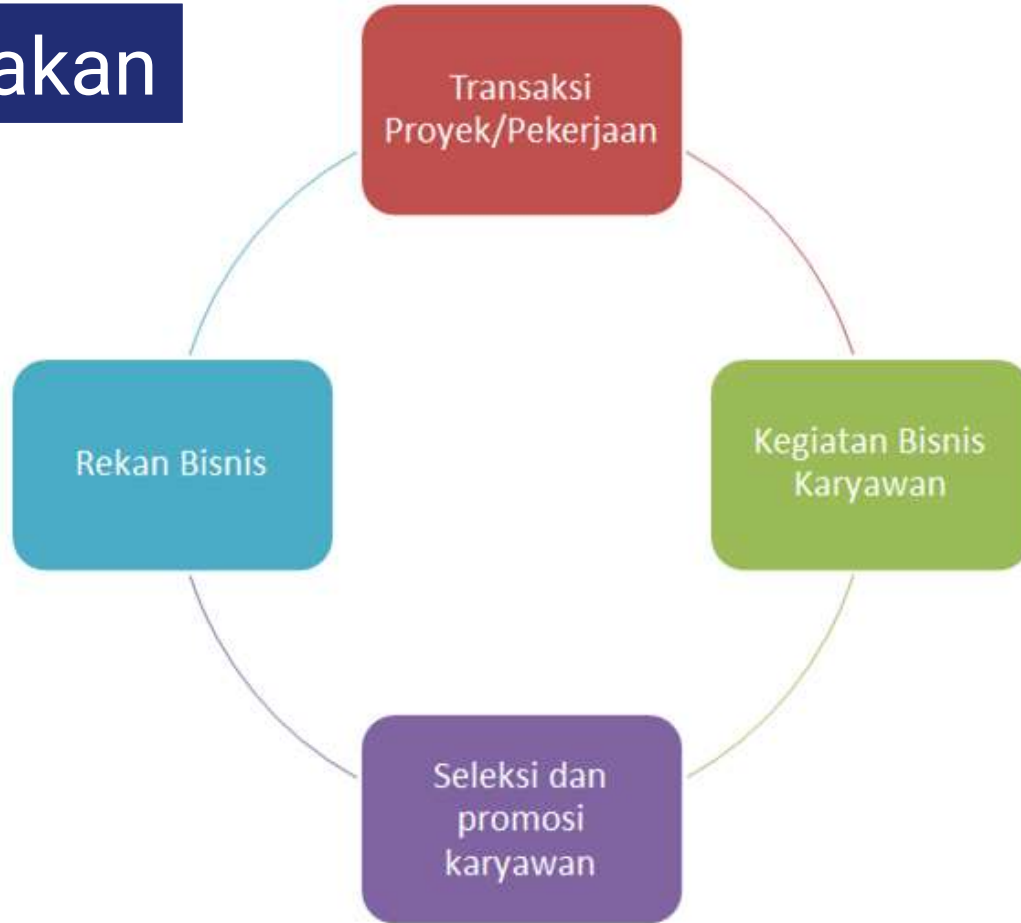 akan
Transaksi
Proyek/Pekerjaan
Rekan Bisnis
Kegiatan Bisnis
Karyawan
Seleksi dan
promosi
karyawan